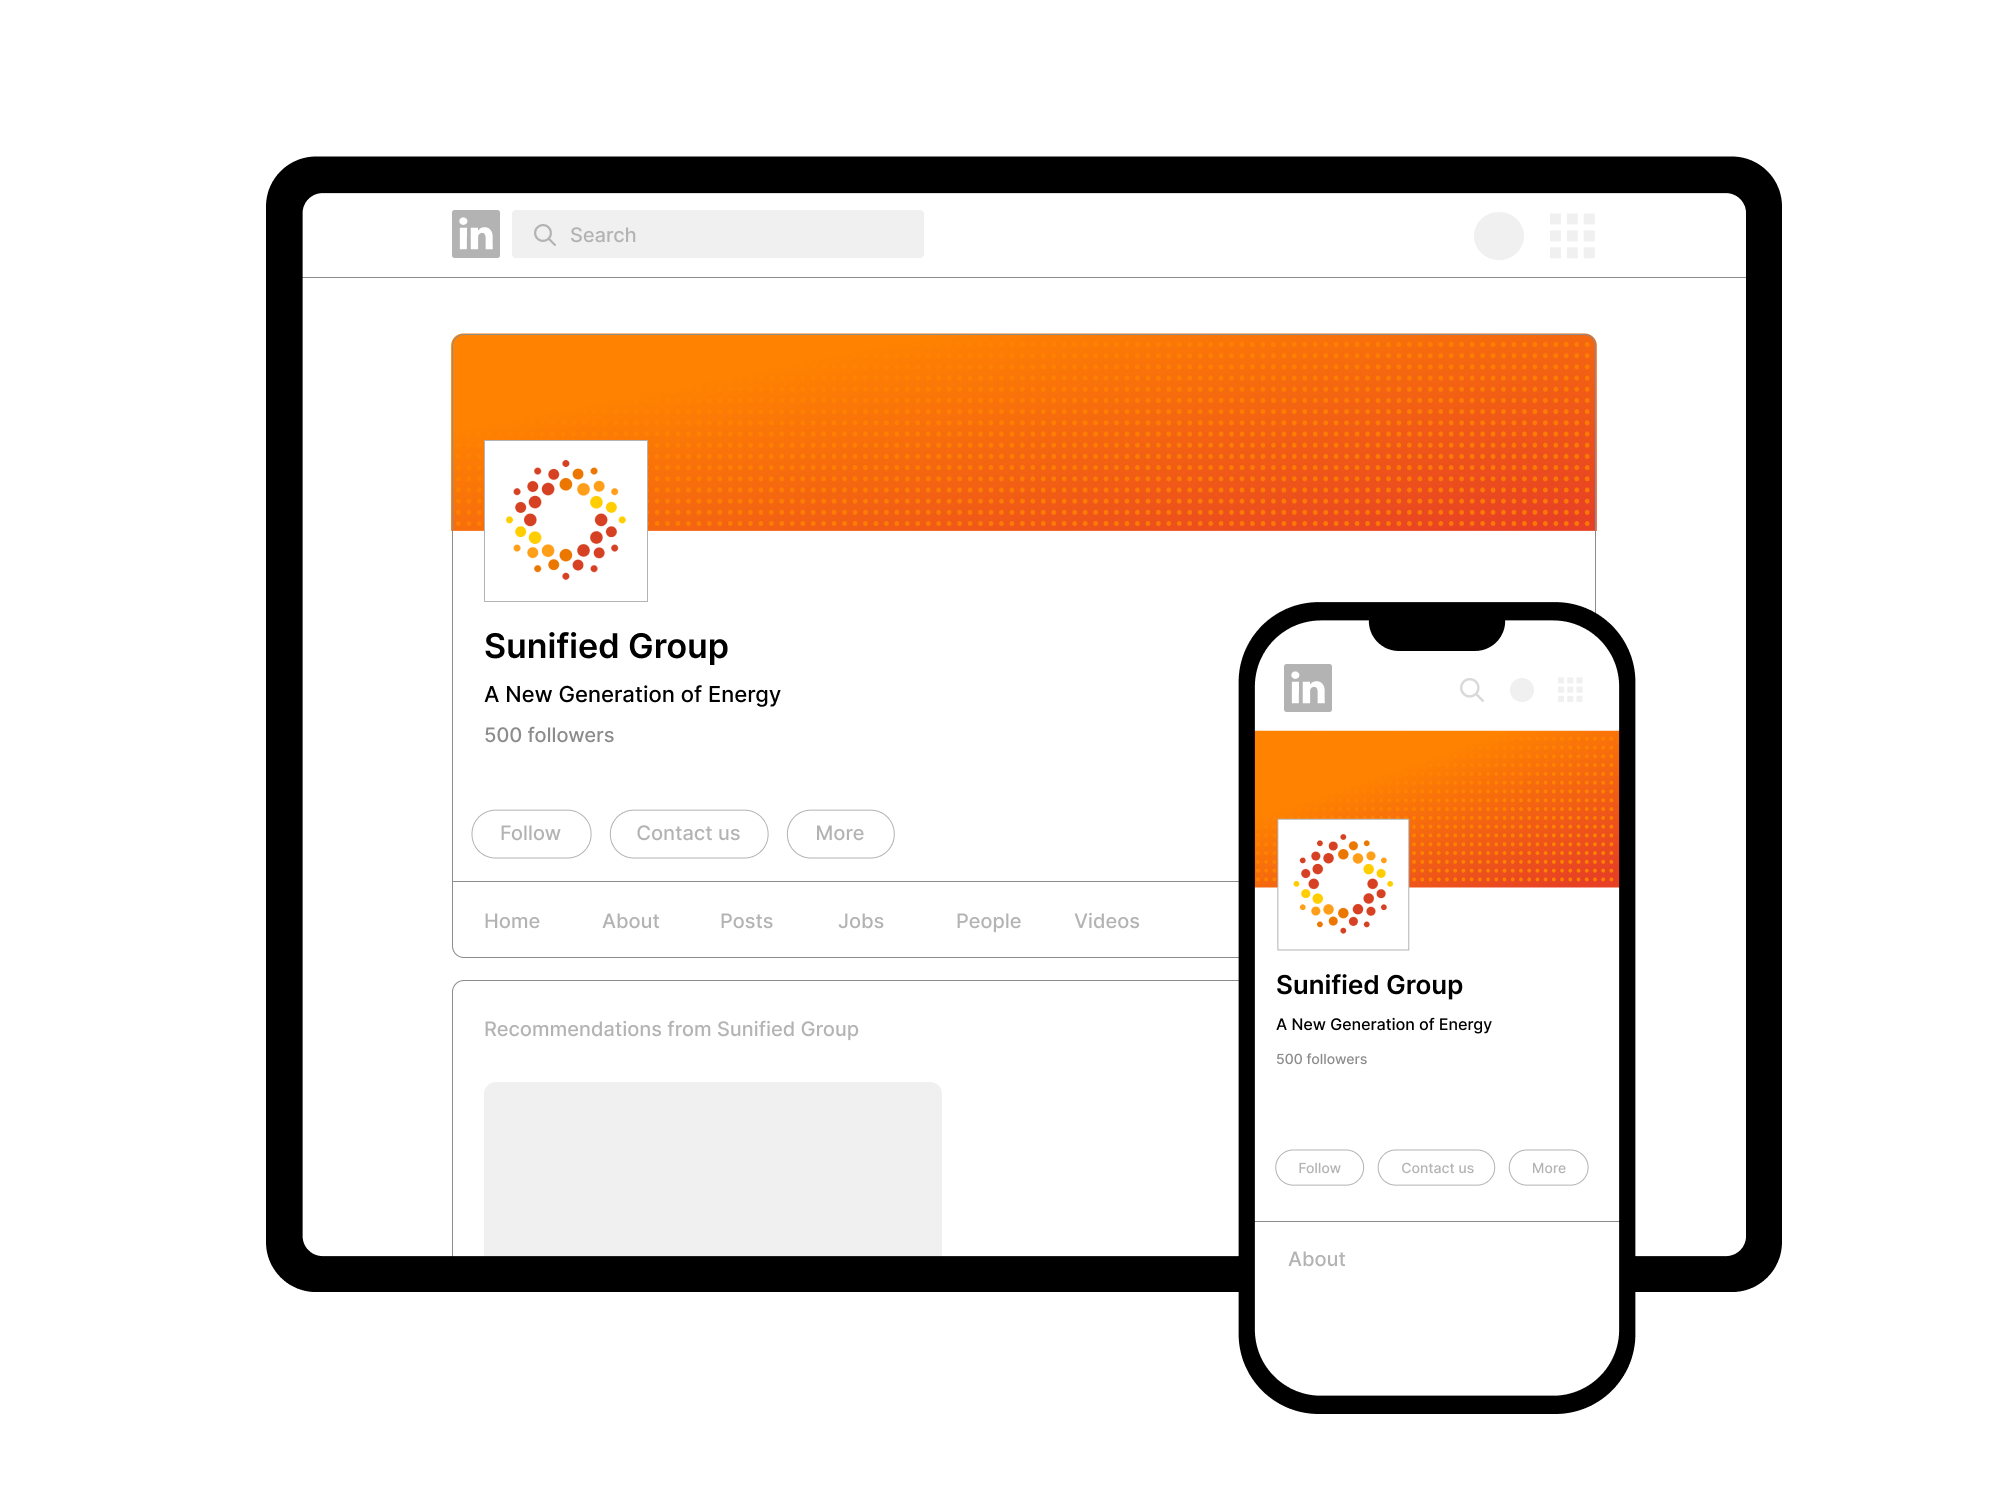 in
Search
Sunified Group
A New Generation of Energy
500 followers
Follow Contact us More
Home About Posts Jobs People Videos
Recommendations from Sunified Group
in
Sunified Group
A New Generation of Energy
500 followers
Follow Contact us More
About